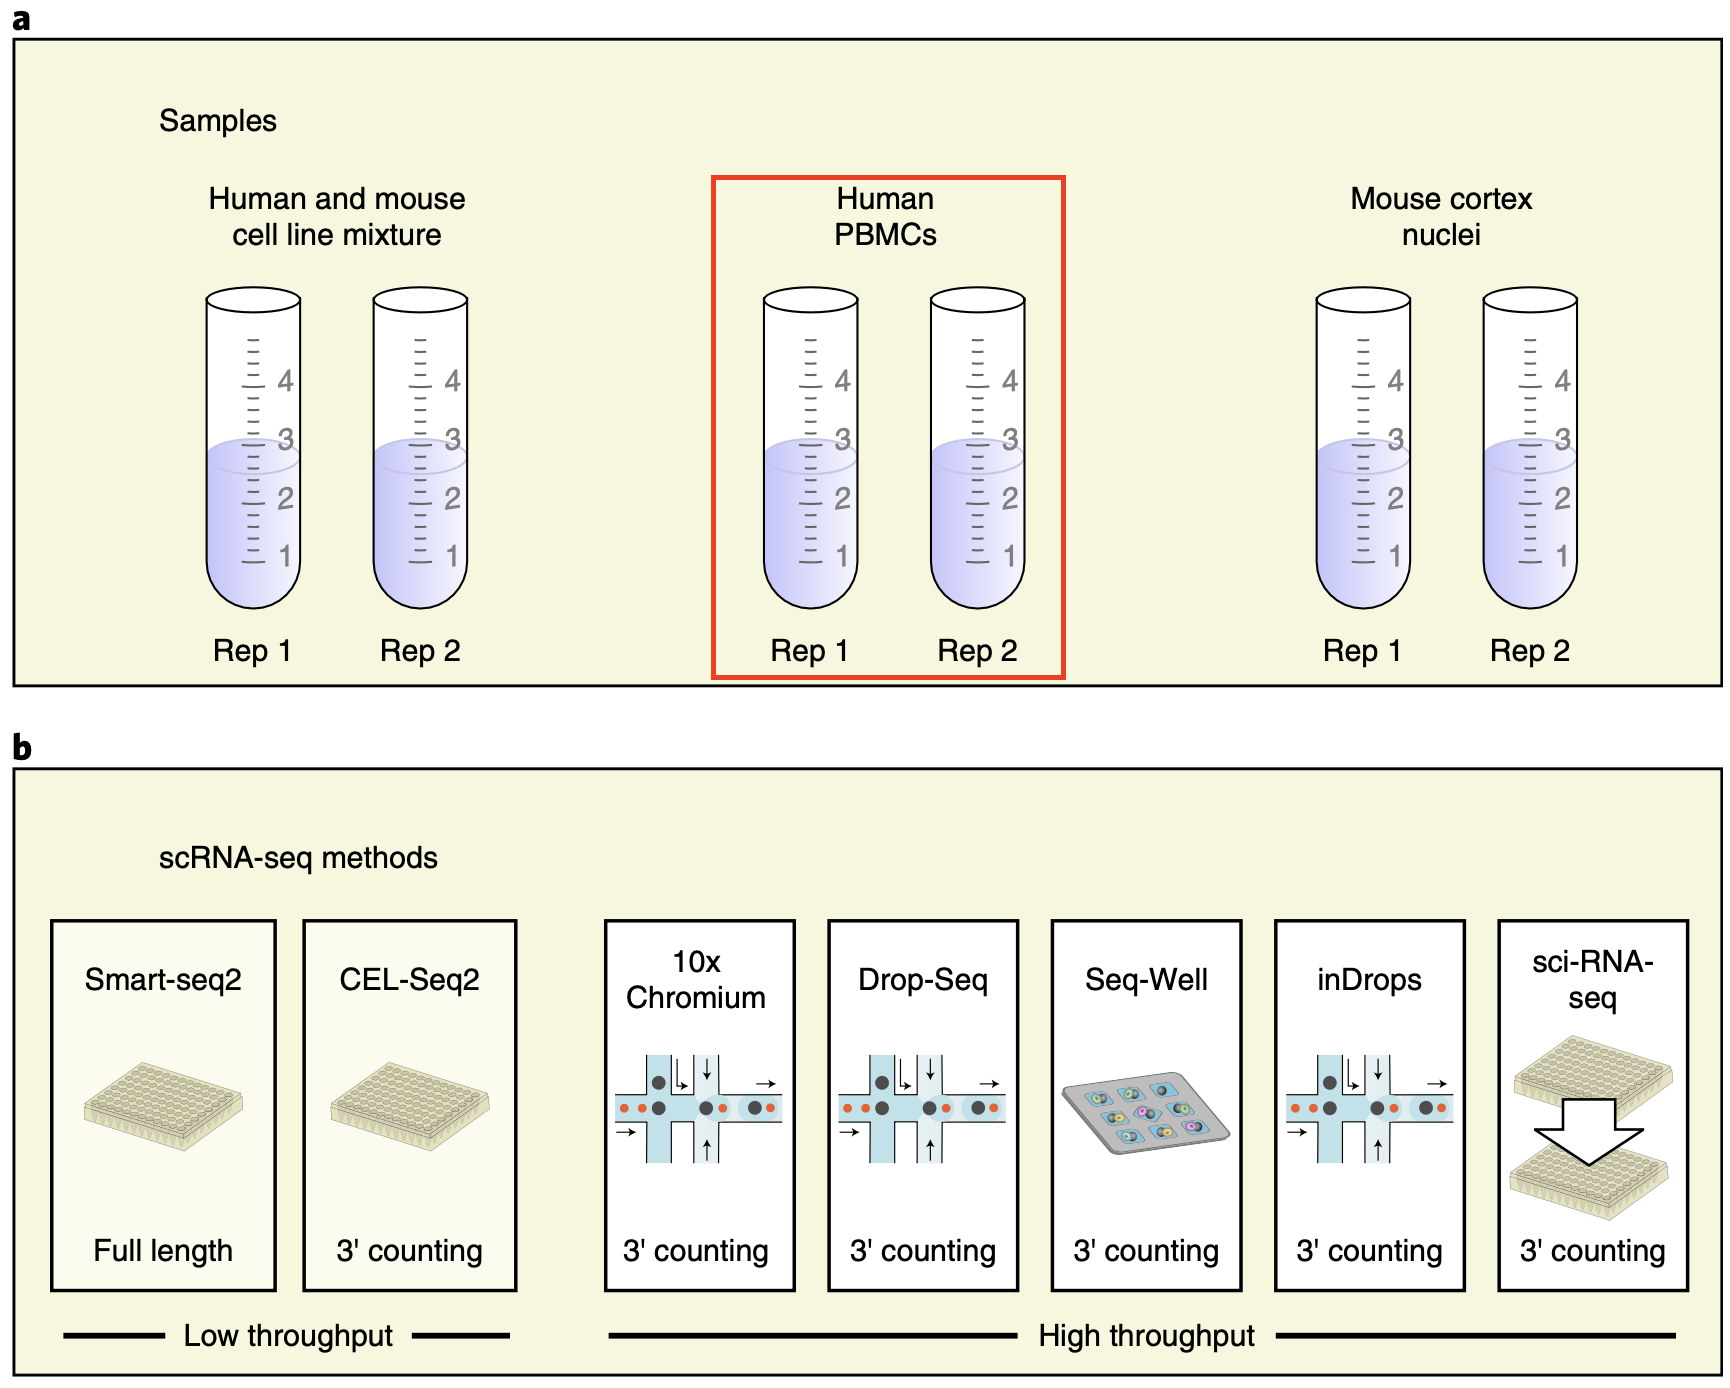 a
Samples
Human and mouse
cell line mixture
Human
PBMCs
Mouse cortex
nuclei
4
3
2
1
4
3
2
1
4
3
2
1
4
3
2
1
4
3
2
1
4
3
2
1
Rep 1
Rep 2
Rep 1
Rep 2
Rep 1
Rep 2
b
scRNA-seq methods
Smart-seq2
Full length
CEL-Seq2
3' counting
10x
Chromium
3' counting
Drop-Seq
3' counting
Seq-Well
3' counting
inDrops
3' counting
sci-RNA-
seq
3' counting
Low throughput
High throughput